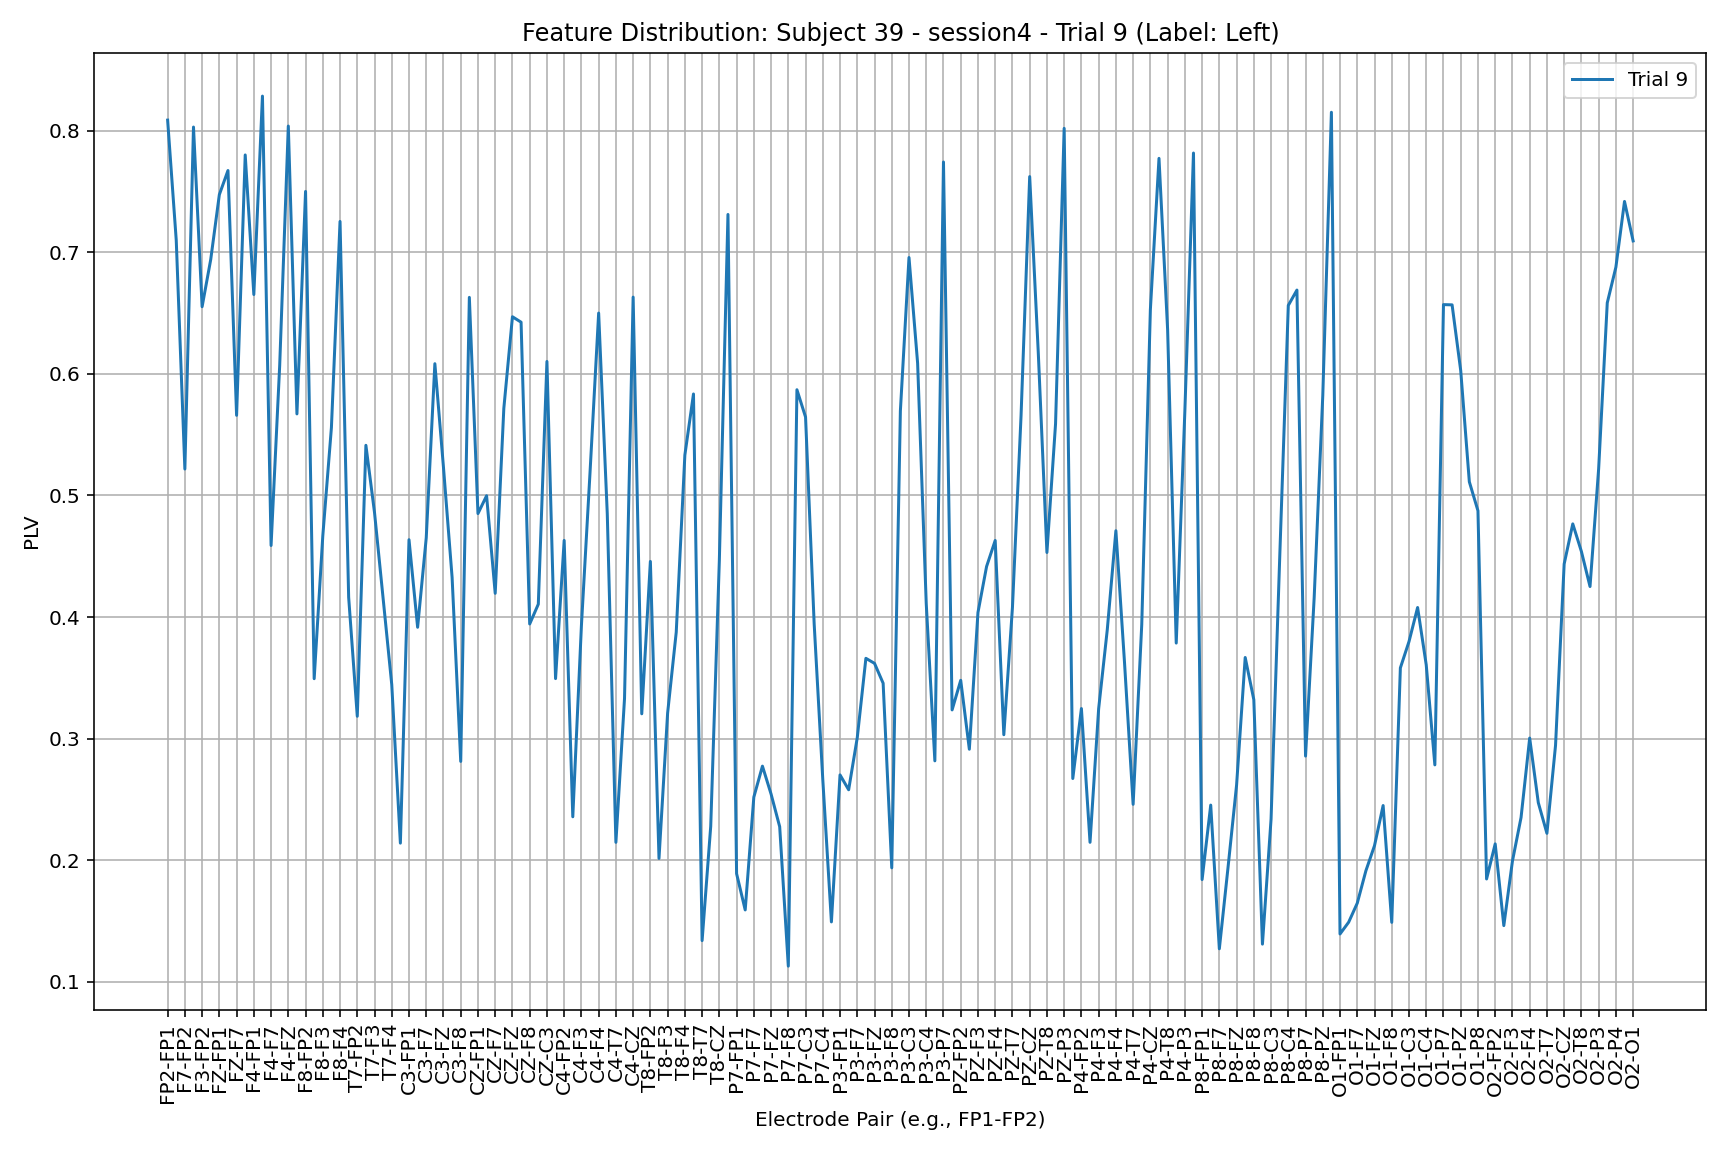 Feature Distribution: Subject 39 - session4 - Trial 9 (Label: Left)
Trial 9
PLV
0.8
0.7
0.6
0.5
0.4
0.3
0.2
0.1
FP2-FP1
F7-FP2
F3-FP2
FZ-FP1
FZ-F7
F4-FP1
F4-F7
F4-FZ
F8-FP2
F8-F3
F8-F4
T7-FP2
T7-F3
T7-F4
C3-FP1
C3-F7
C3-FZ
C3-F8
CZ-FP1
CZ-F7
CZ-FZ
CZ-F8
CZ-C3
C4-FP2
C4-F3
C4-F4
C4-T7
C4-CZ
T8-FP2
T8-F3
T8-F4
T8-T7
T8-CZ
P7-FP1
P7-F7
P7-FZ
P7-F8
P7-C3
P7-C4
P3-FP1
P3-F7
P3-FZ
P3-F8
P3-C3
P3-C4
P3-P7
PZ-FP2
PZ-F3
PZ-F4
PZ-T7
PZ-CZ
PZ-T8
PZ-P3
P4-FP2
P4-F3
P4-F4
P4-T7
P4-CZ
P4-T8
P4-P3
P8-FP1
P8-F7
P8-FZ
P8-F8
P8-C3
P8-C4
P8-P7
P8-PZ
O1-FP1
O1-F7
O1-FZ
O1-F8
O1-C3
O1-C4
O1-P7
O1-PZ
O1-P8
O2-FP2
O2-F3
O2-F4
O2-T7
O2-CZ
O2-T8
O2-P3
O2-P4
O2-O1
Electrode Pair (e.g., FP1-FP2)